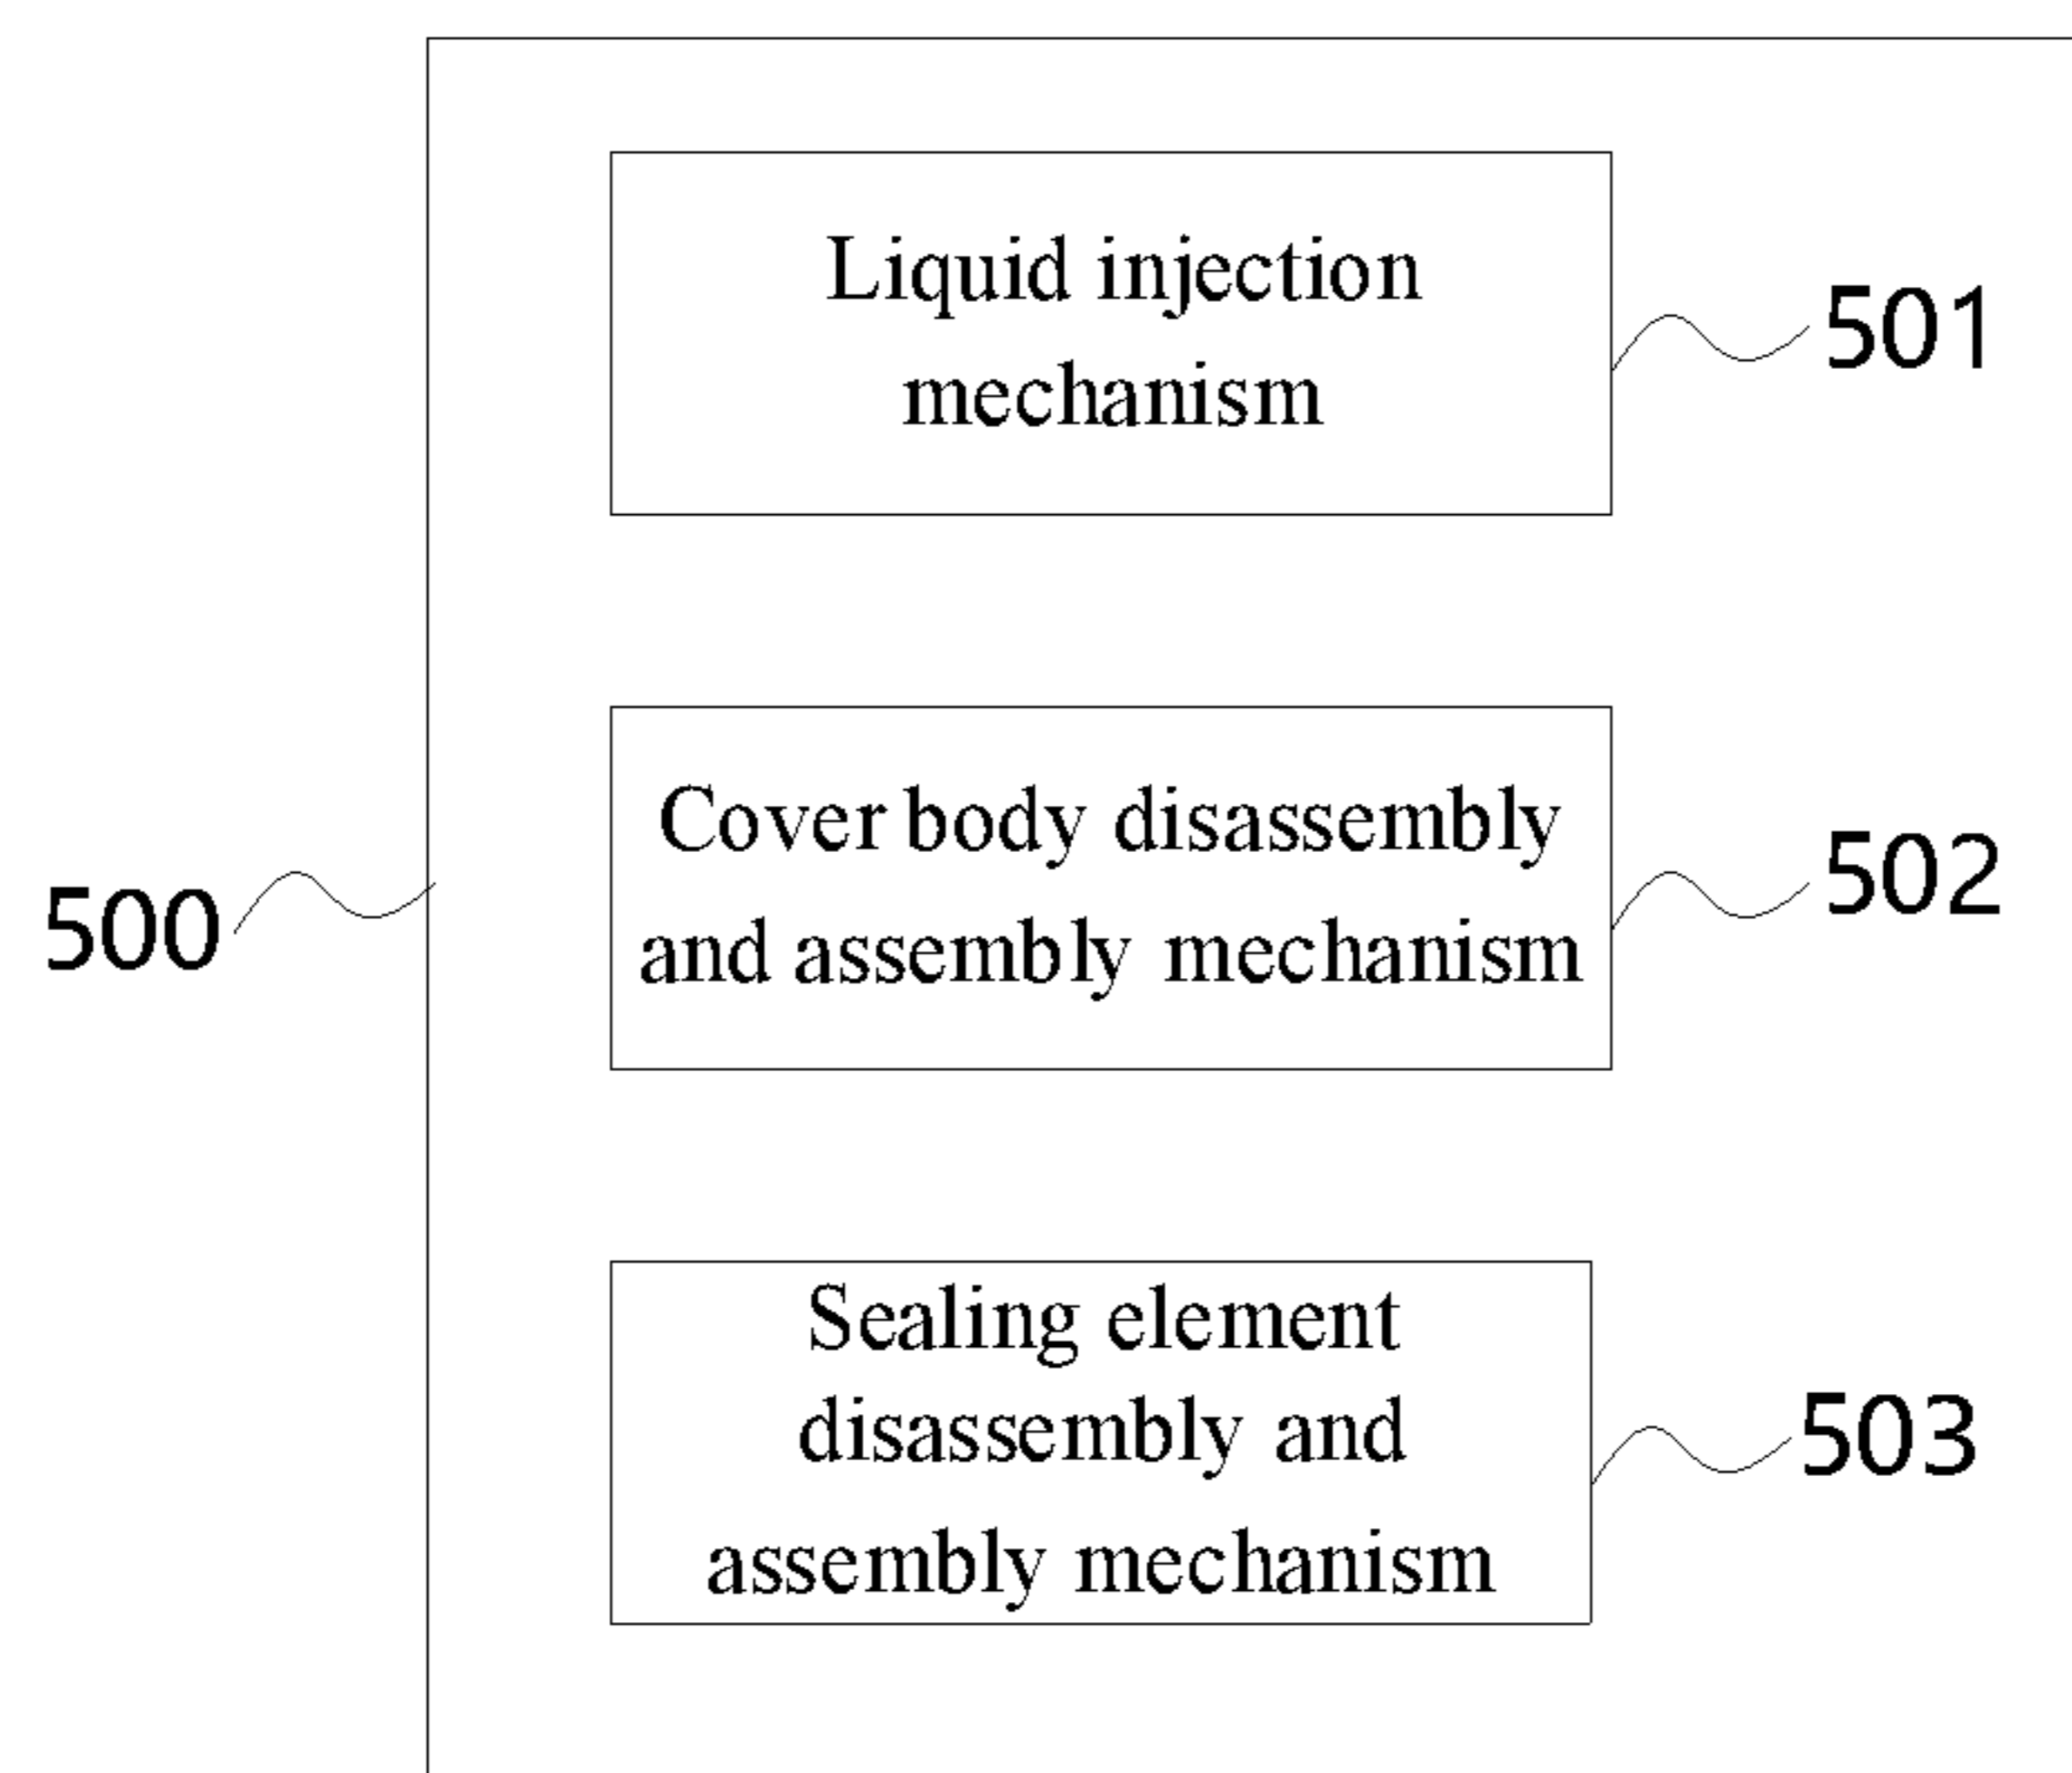 Liquid injection
mechanism
501
Cover body disassembly
and assembly mechanism
502
500
Sealing element
disassembly and
assembly mechanism
503